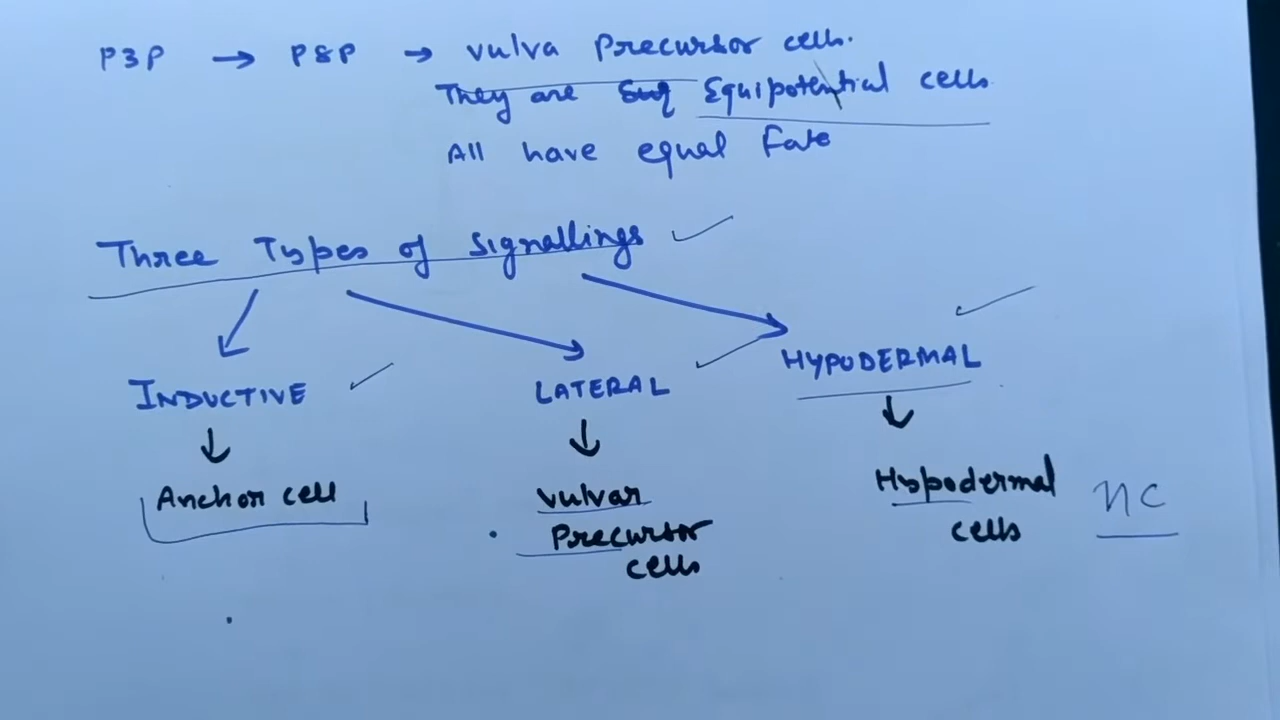 P3P → P8P → vulva Precursor cells.
They are Equipotential cells
All have equal Fate
Three Types of Signallings
INDUCTIVE LATERAL HYPODERMAL
Anchor cell vulvar Hypodermal
Precursor cells
cells